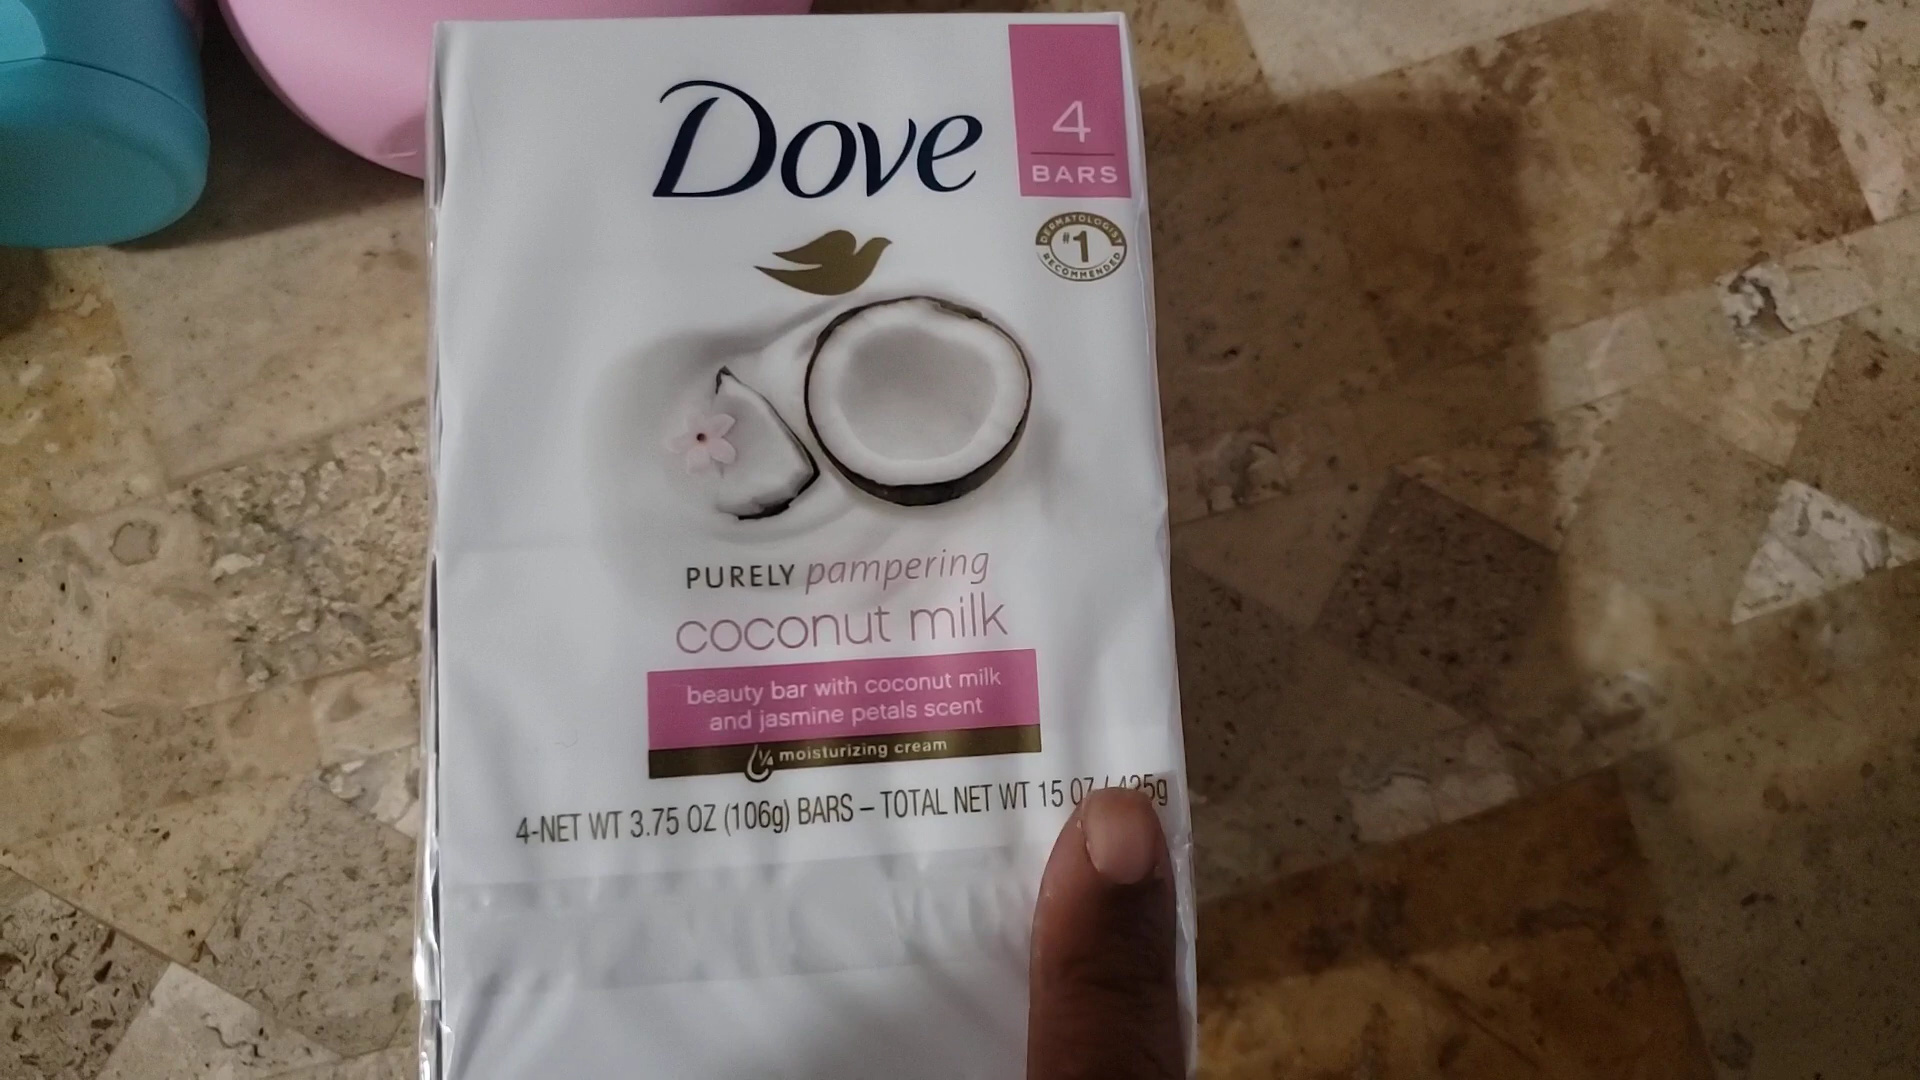 Dove
4
BARS
DERMATOLOGIST
#1
RECOMMENDED
PURELY pampering
coconut milk
beauty bar with coconut milk
and jasmine petals scent
1/4 moisturizing cream
4-NET WT 3.75 OZ (106g) BARS – TOTAL NET WT 15 OZ / 425g